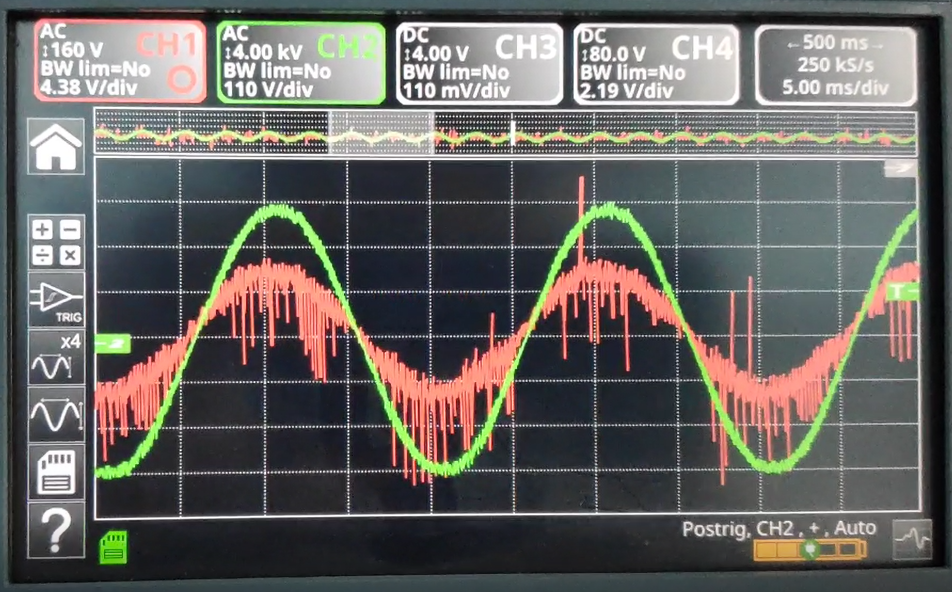 AC
↕160 V
CH1
BW lim=No
4.38 V/div
AC
↕4.00 kV
CH2
BW lim=No
110 V/div
DC
↕4.00 V
CH3
BW lim=No
110 mV/div
DC
↕80.0 V
CH4
BW lim=No
2.19 V/div
←500 ms→
250 kS/s
5.00 ms/div
TRIG
x4
2
T
?
Postrig, CH2 , + , Auto